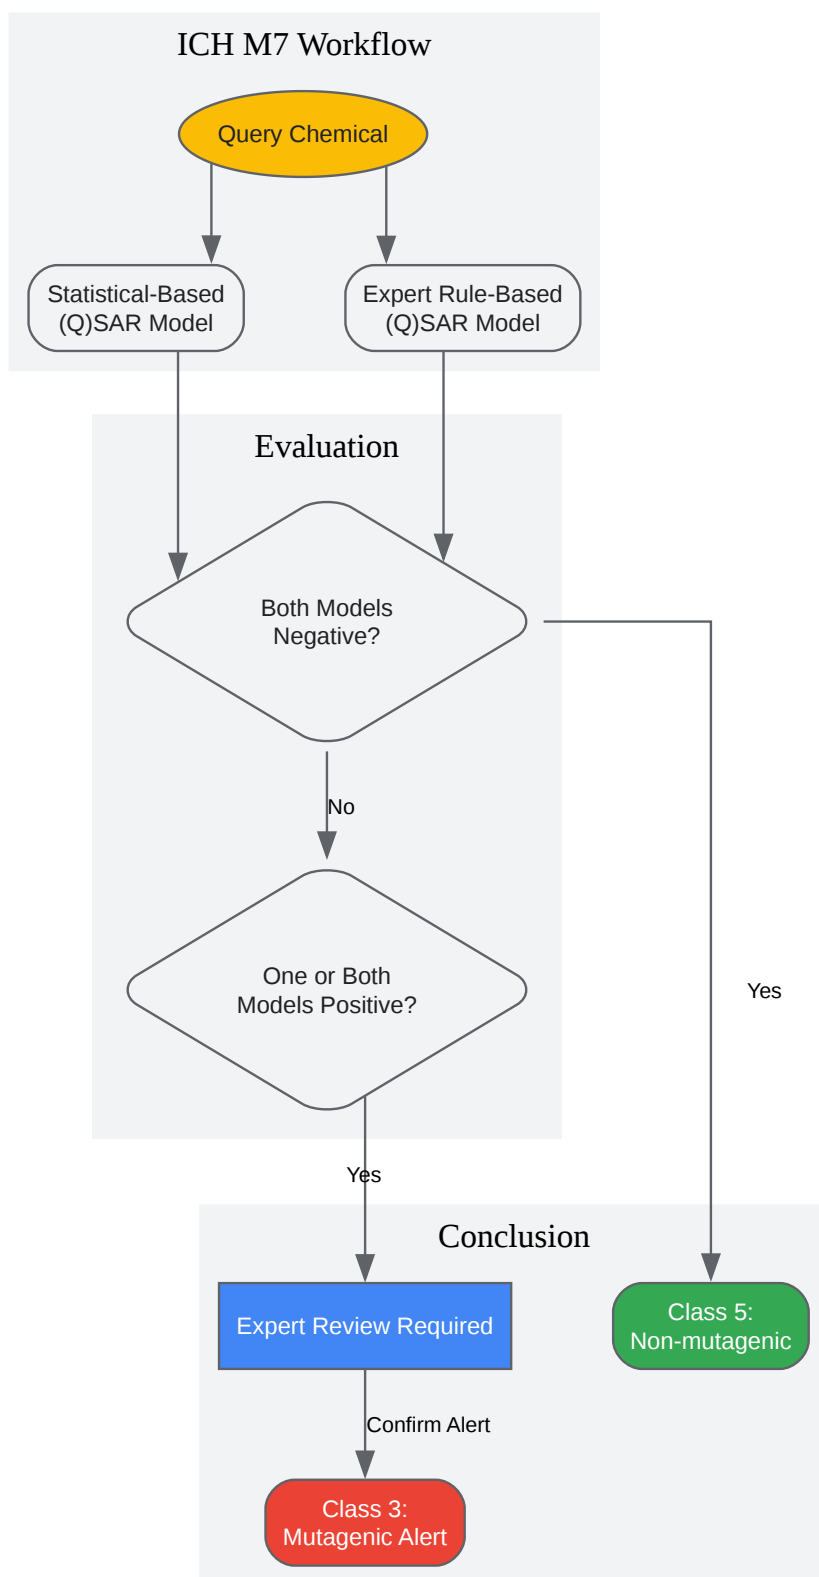 ICH M7 Workflow
Query Chemical
Statistical-Based
(Q)SAR Model
Expert Rule-Based
(Q)SAR Model
Evaluation
Both Models
Negative?
No
One or Both
Models Positive?
Yes
Yes
Conclusion
Expert Review Required
Class 5:
Non-mutagenic
Confirm Alert
Class 3:
Mutagenic Alert